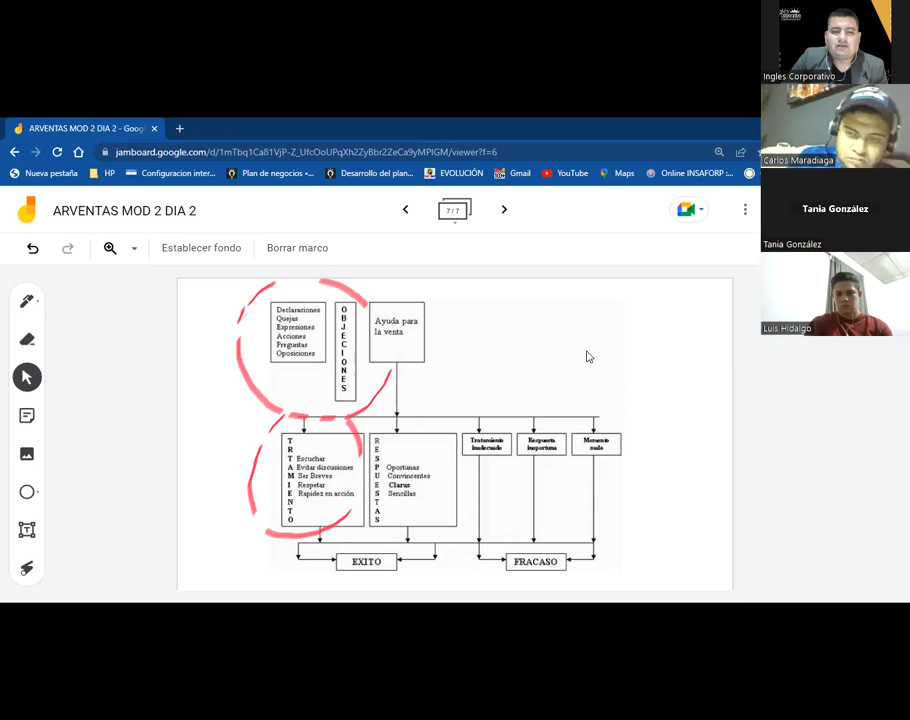 ARVENTAS MOD 2 DIA 2 - Goog
jamboard.google.com/d/1mTbq1Ca81VjP-Z_UfcOoUPqXh2ZyBbr2ZeCa9yMPIGM/viewer?f=6
Nueva pestaña
HP
Configuracion inter...
Plan de negocios •...
Desarrollo del plan...
EVOLUCIÓN
Gmail
YouTube
Maps
Online INSAFORP:...
ARVENTAS MOD 2 DIA 2
7 / 7
Establecer fondo
Borrar marco
Declaraciones
Quejas
Expresiones
Acciones
Preguntas
Oposiciones
OBJECIONES
Ayuda para
la venta
TRTAMIENTO
Escuchar
Evitar discusiones
Ser Breves
Respetar
Rapidez en acción
RESPUESTAS
Oportunas
Convincentes
Claras
Sencillas
Tratamiento
inadecuado
Respuesta
inoportuna
Momento
malo
EXITO
FRACASO
Ingles Corporativo
Carlos Maradiaga
Tania González
Tania González
Luis Hidalgo